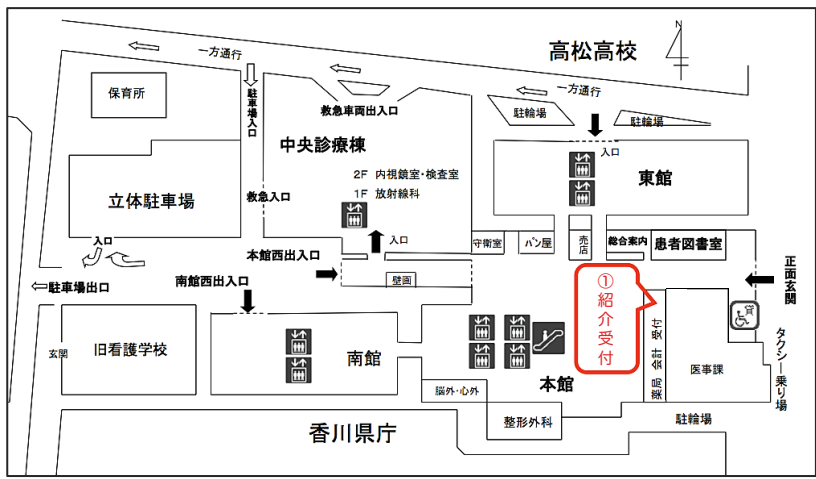 高松高校
N
一方通行
保育所
駐車場入口
救急車両出入口
一方通行
駐輪場
駐輪場
中央診療棟
2F 内視鏡室・検査室
1F 放射線科
入口
東館
立体駐車場
救急入口
入口
入口
本館西出入口
守衛室
パン屋
売店
総合案内
患者図書室
正面玄関
駐車場出口
南館西出入口
壁画
①紹介受付
玄関
旧看護学校
南館
本館
薬局 会計 受付
医事課
タクシー乗り場
脳外・心外
整形外科
駐輪場
香川県庁